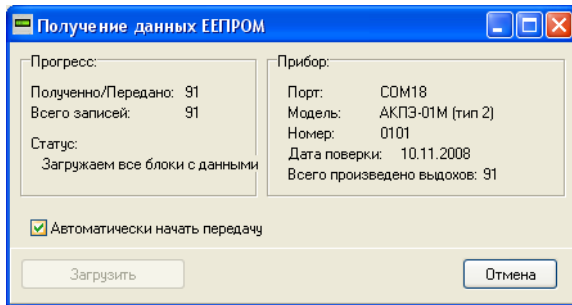 Получение данных ЕЕПРОМ
Прогресс:
Полученно/Передано: 91
Всего записей: 91
Статус:
Загружаем все блоки с данными
Прибор:
Порт: COM18
Модель: АКПЭ-01М (тип 2)
Номер: 0101
Дата поверки: 10.11.2008
Всего произведено выдохов: 91
Автоматически начать передачу
Загрузить
Отмена